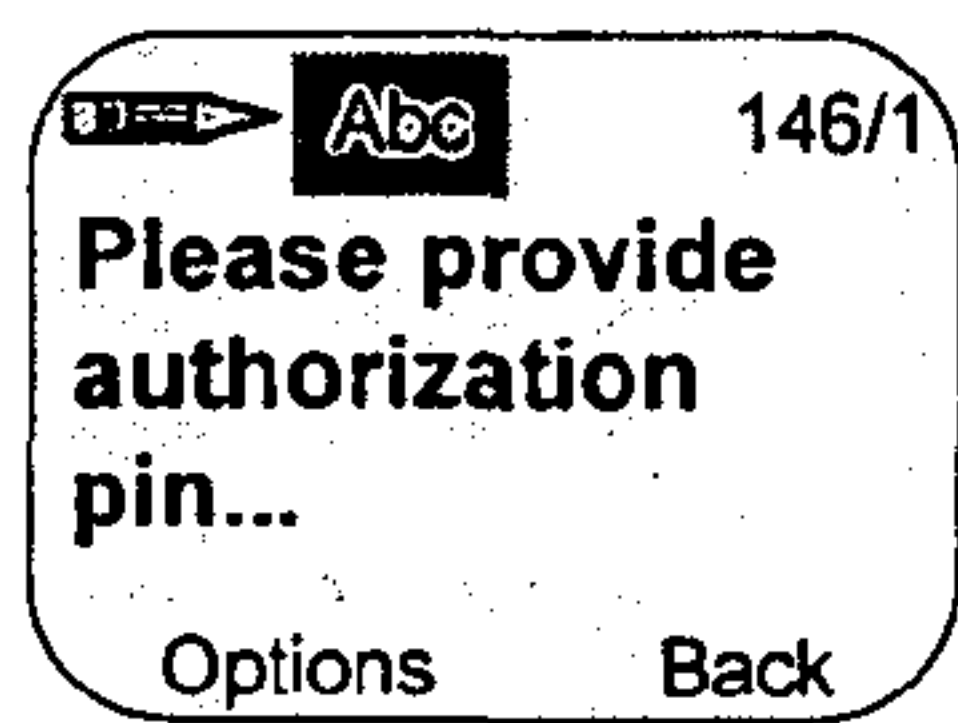 Abc 146/1
Please provide
authorization
pin...
Options Back